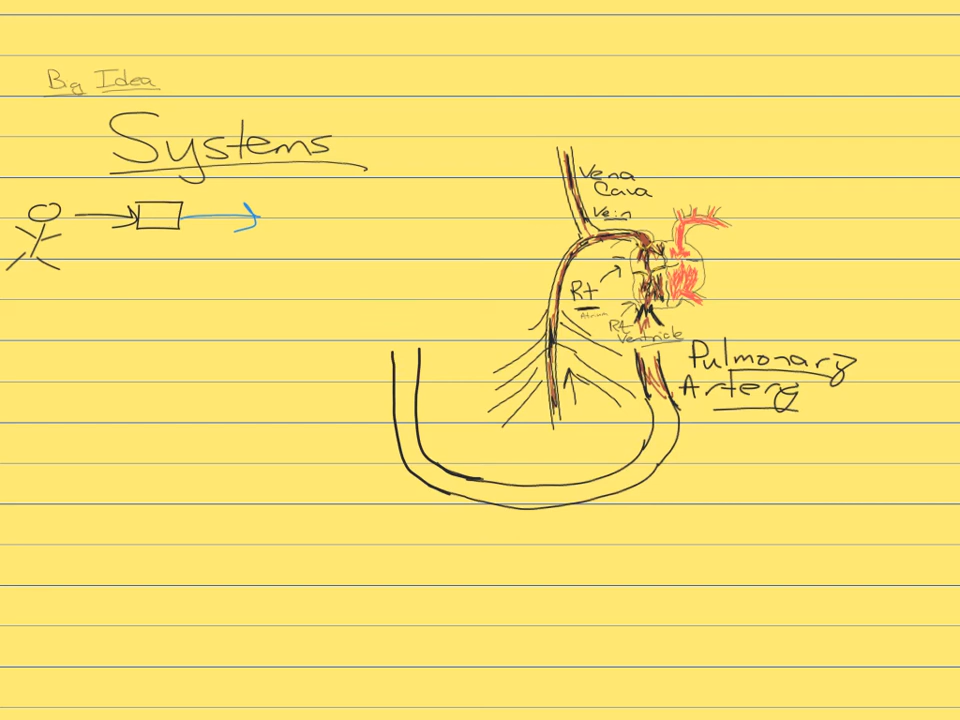 Big Idea
Systems
Vena
Cava
Vein
Rt
Atrium
Rt
Ventricle
Pulmonary
Artery